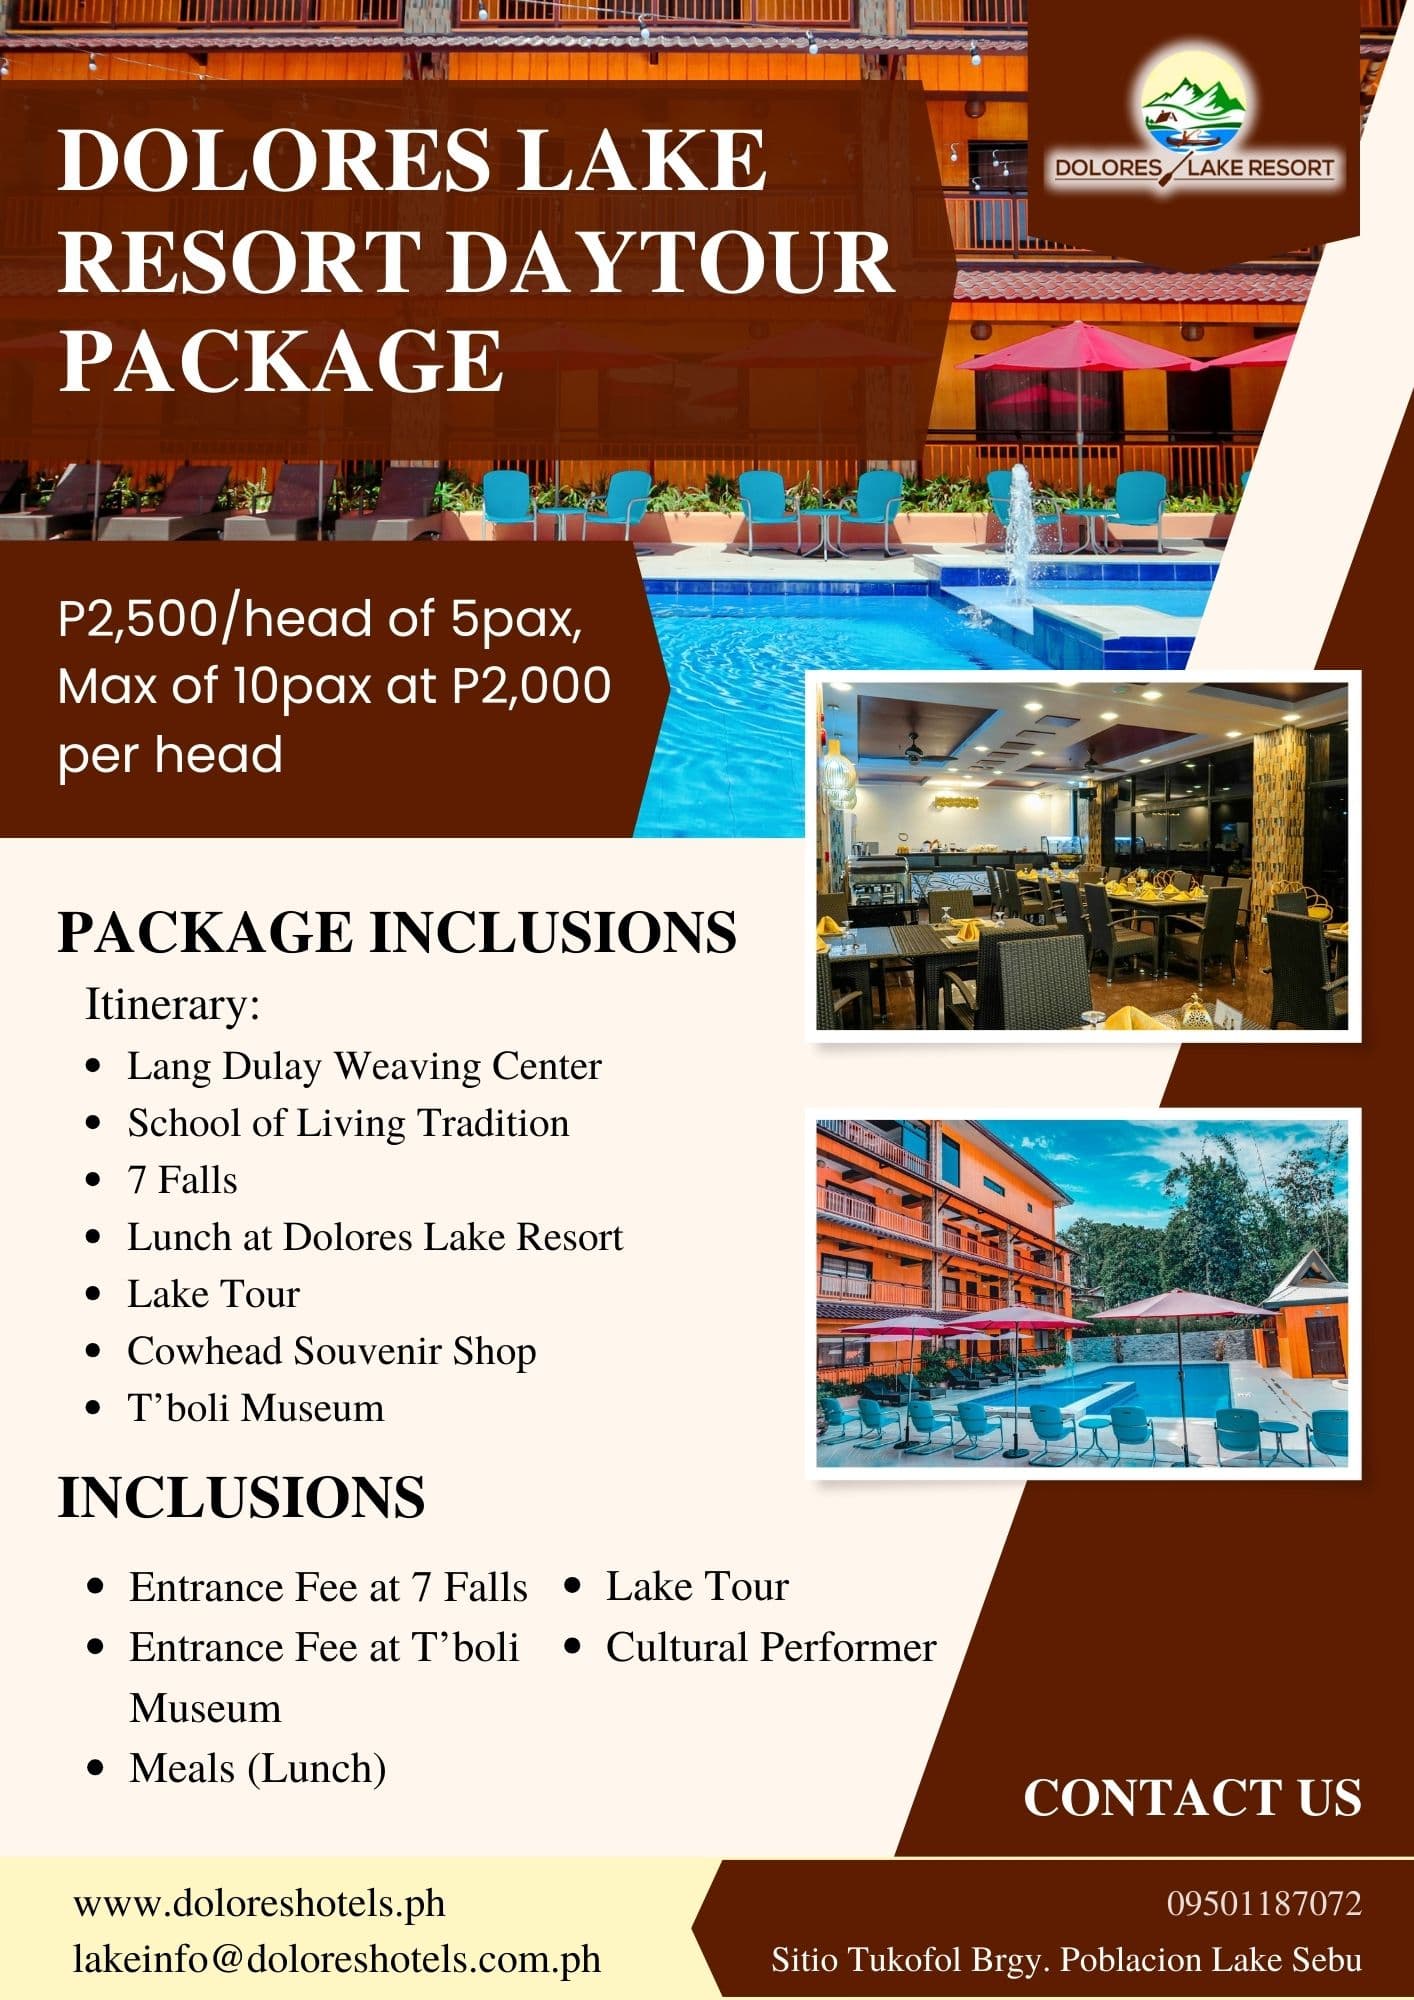 DOLORES LAKE RESORT
DOLORES LAKE
RESORT DAYTOUR
PACKAGE
P2,500/head of 5pax,
Max of 10pax at P2,000
per head
PACKAGE INCLUSIONS
Itinerary:
• Lang Dulay Weaving Center
• School of Living Tradition
• 7 Falls
• Lunch at Dolores Lake Resort
• Lake Tour
• Cowhead Souvenir Shop
• T’boli Museum
INCLUSIONS
• Entrance Fee at 7 Falls
• Entrance Fee at T’boli
Museum
• Meals (Lunch)
• Lake Tour
• Cultural Performer
CONTACT US
www.doloreshotels.ph
lakeinfo@doloreshotels.com.ph
09501187072
Sitio Tukofol Brgy. Poblacion Lake Sebu